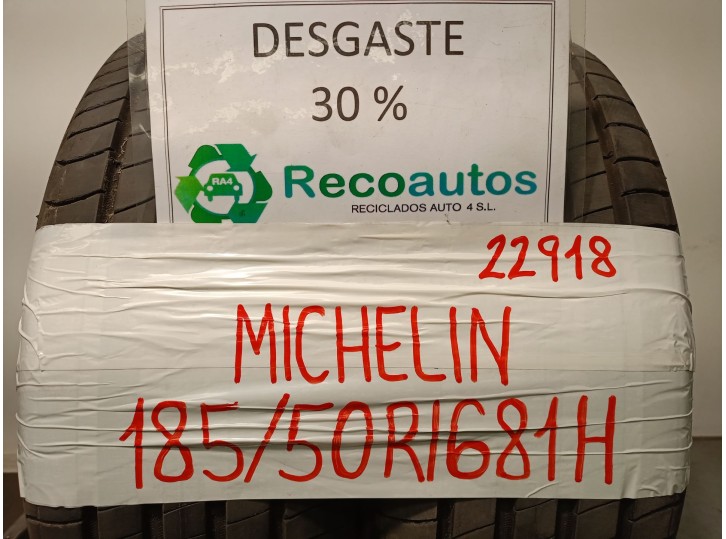 DESGASTE
30 %
RA4
Recoautos
RECICLADOS AUTO 4 S.L.
22918
MICHELIN
185/50R1681H